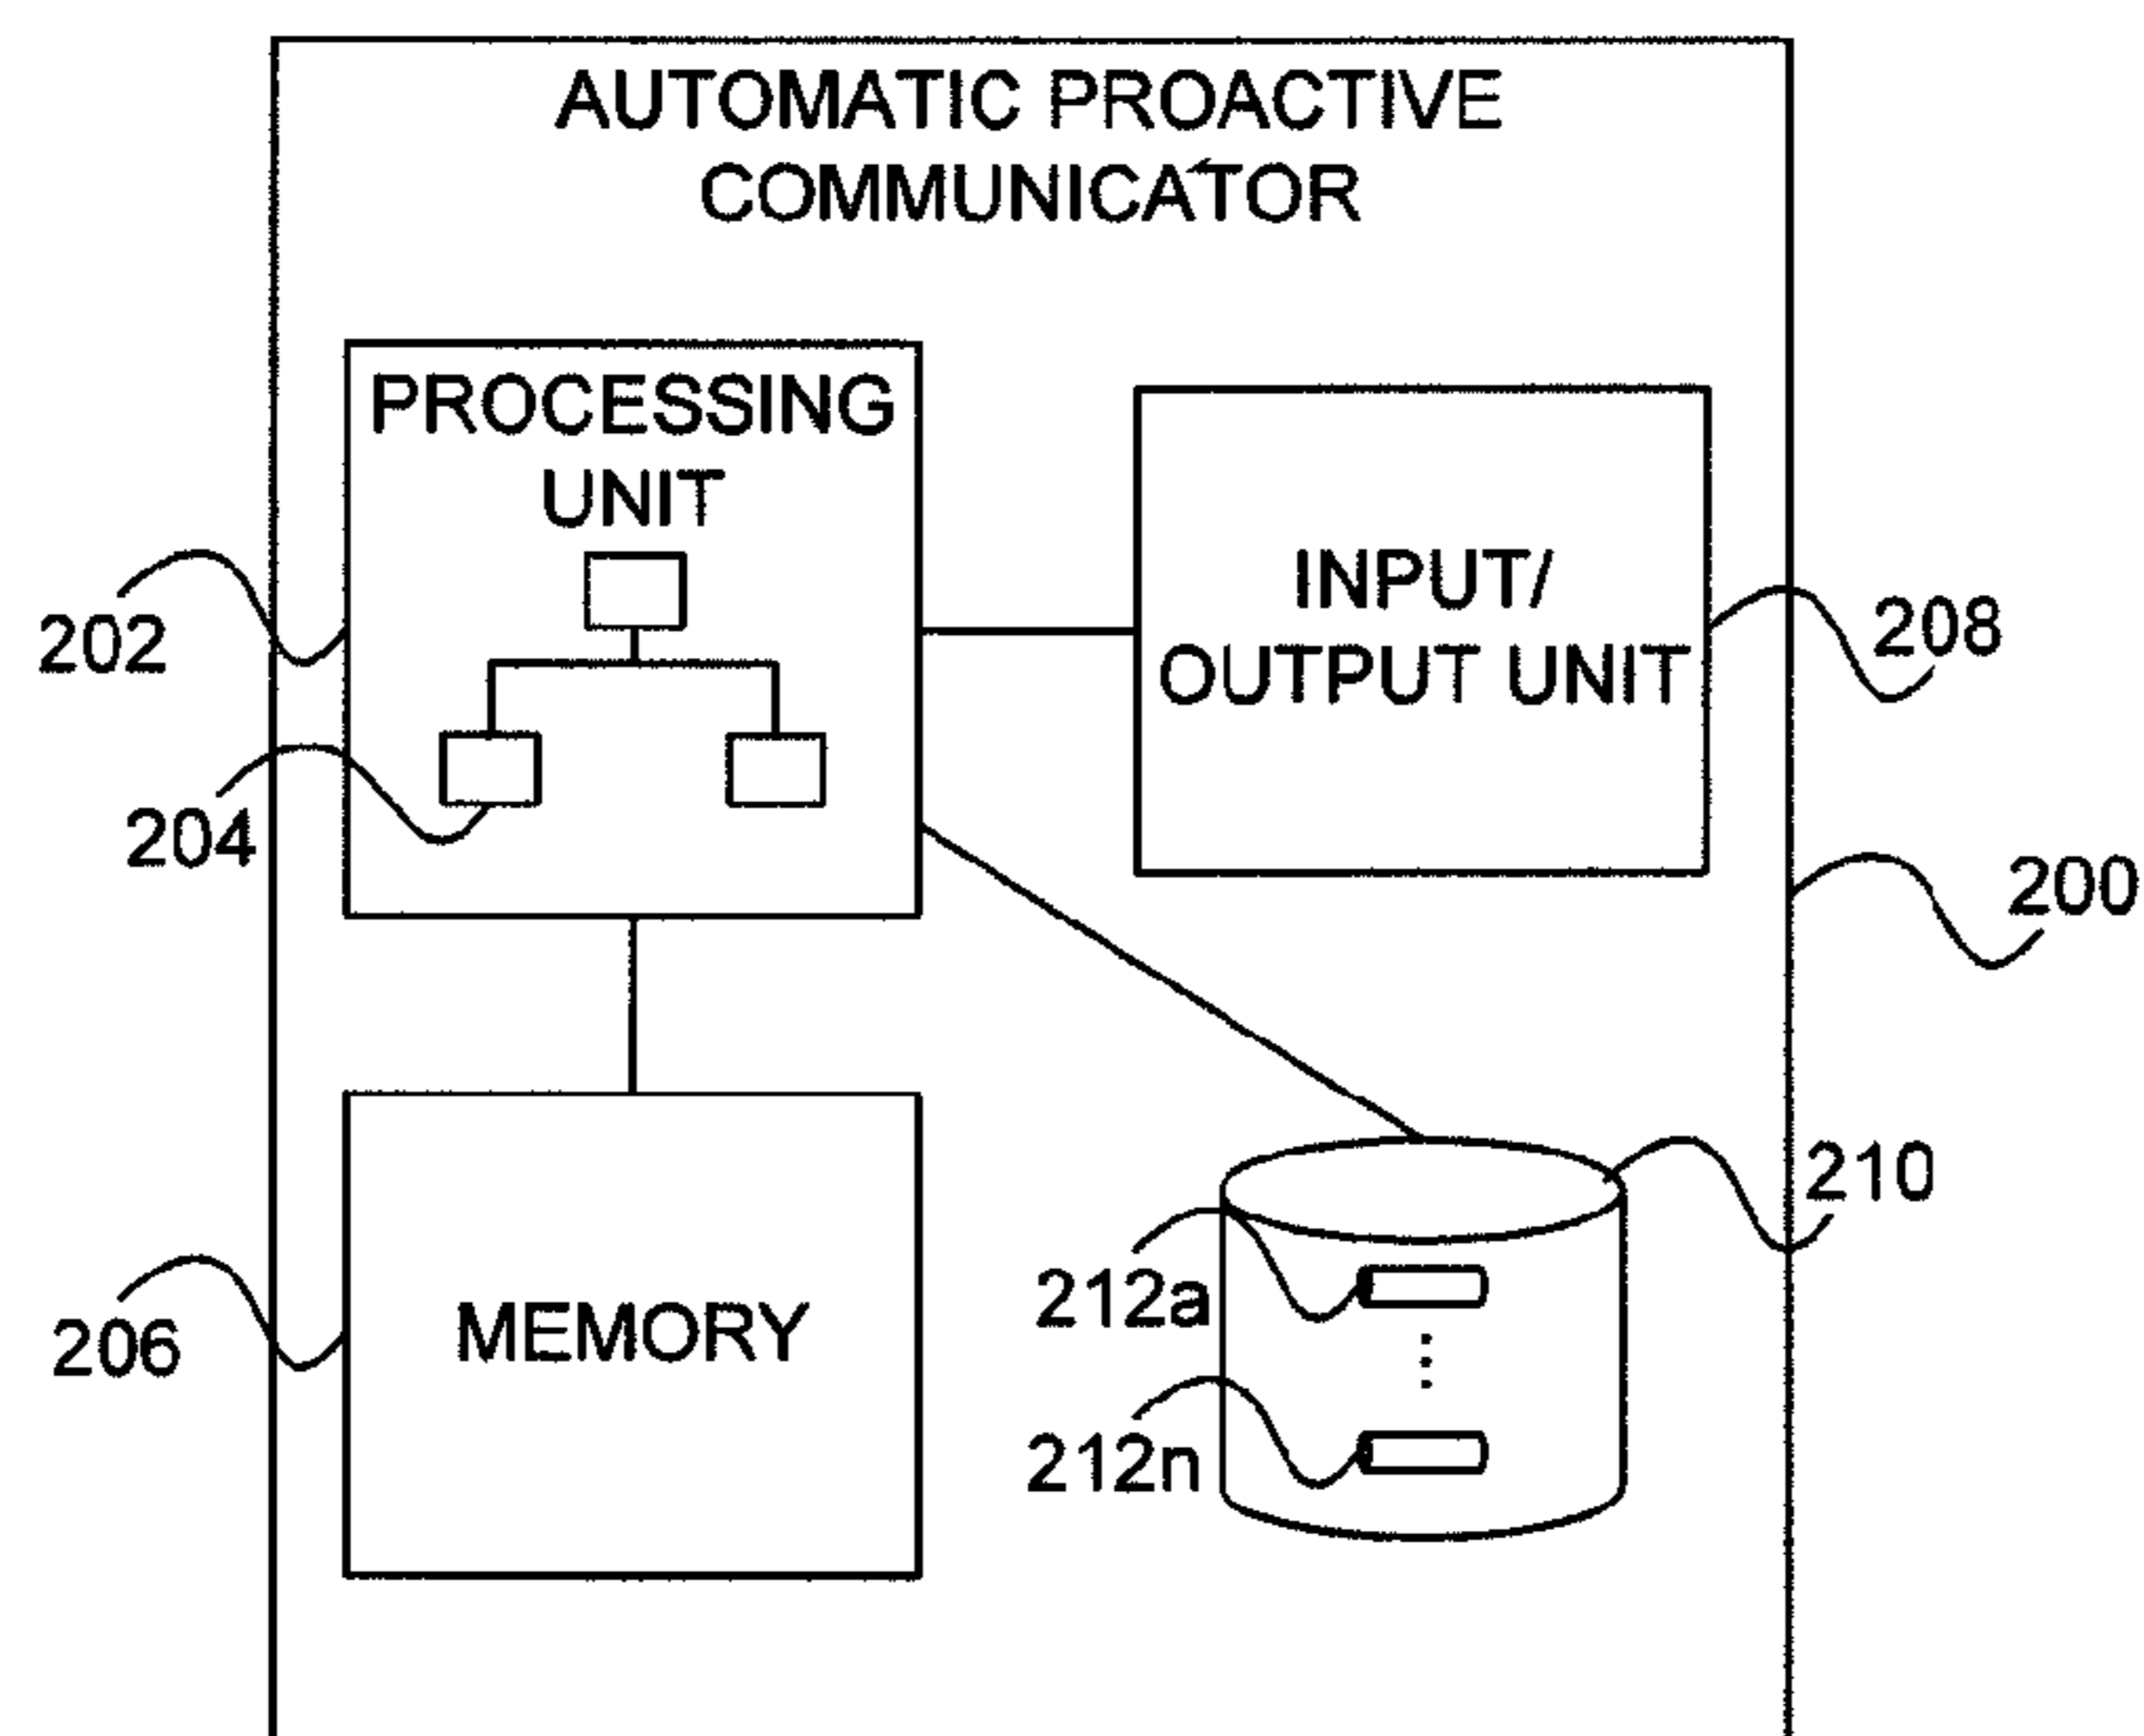 AUTOMATIC PROACTIVE
COMMUNICATOR
PROCESSING
UNIT
INPUT/
OUTPUT UNIT
202
208
204
200
210
212a
206
MEMORY
212n